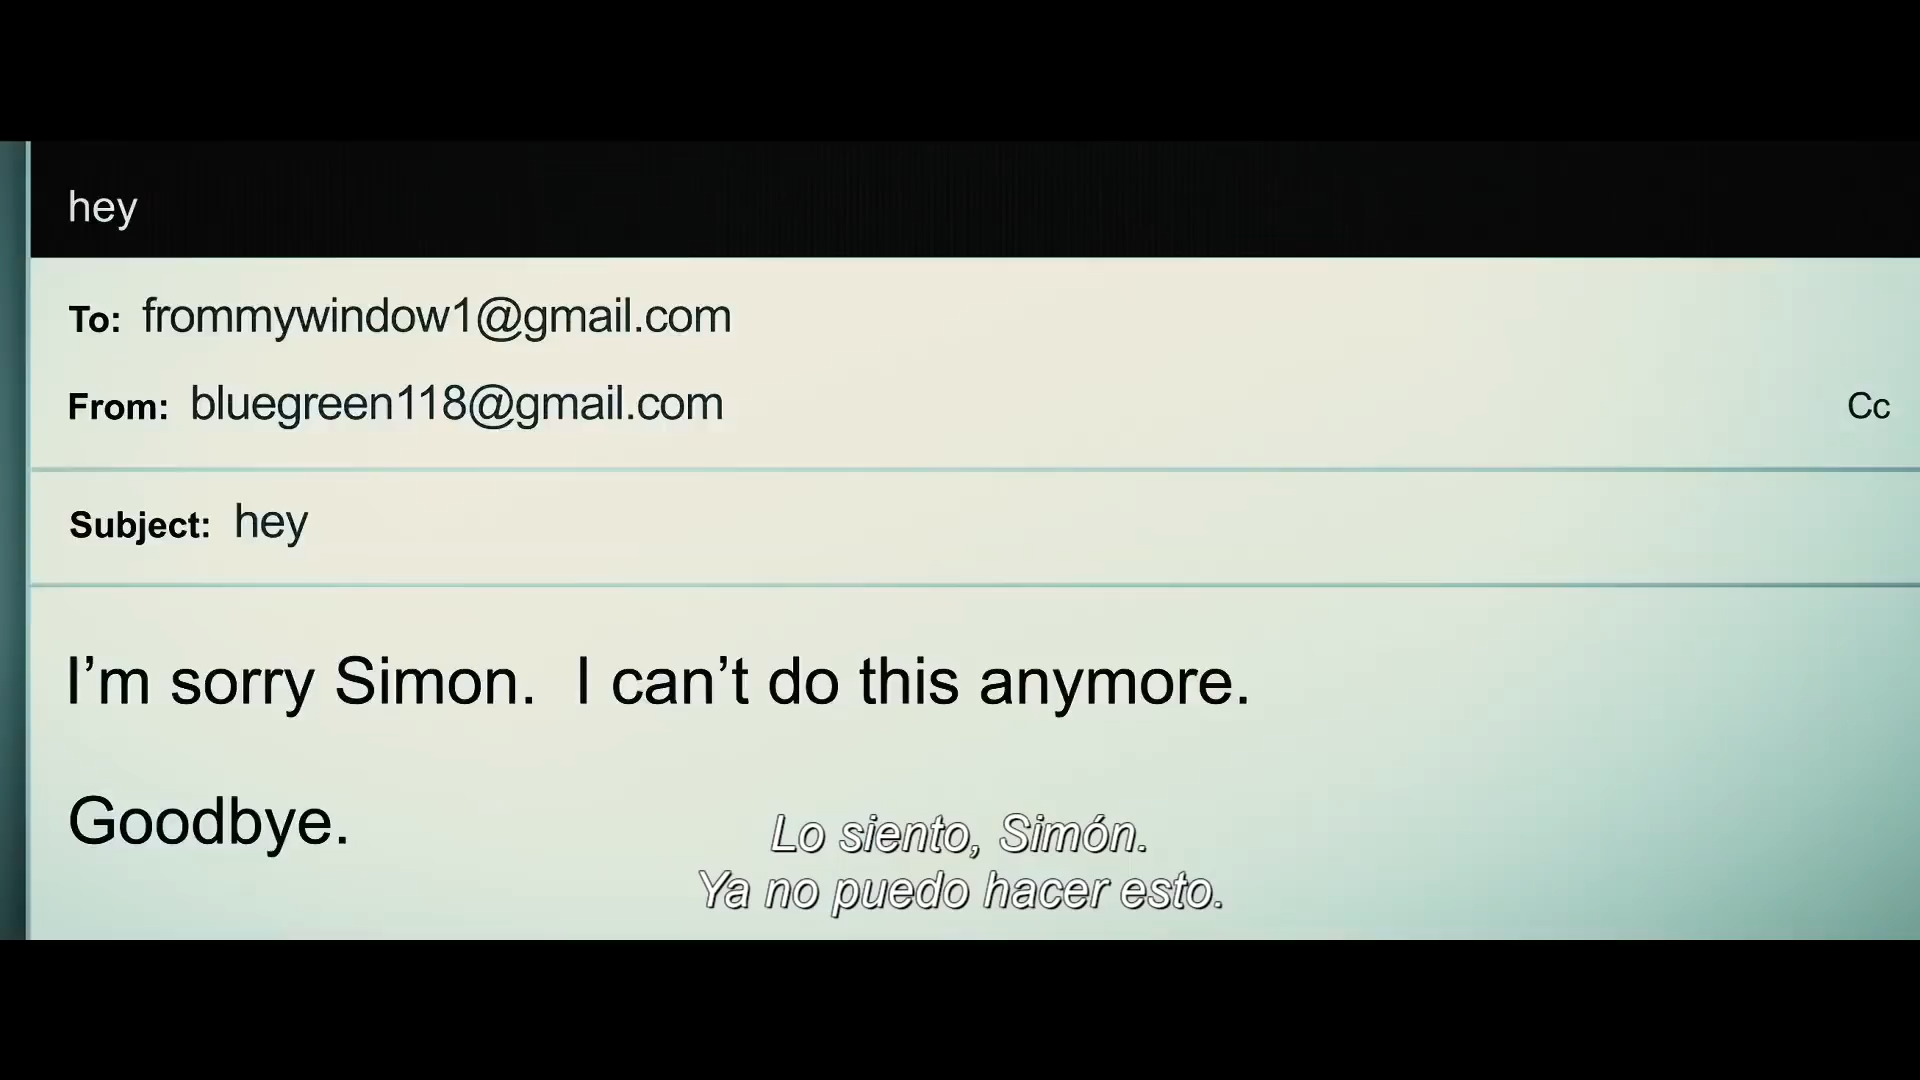 hey
To: frommywindow1@gmail.com
From: bluegreen118@gmail.com Cc
Subject: hey
I’m sorry Simon. I can’t do this anymore.
Goodbye.
Lo siento, Simón.
Ya no puedo hacer esto.